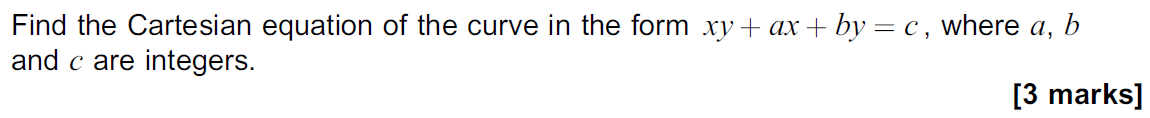 Find the Cartesian equation of the curve in the form xy + ax + by = c, where a, b
and c are integers.
[3 marks]